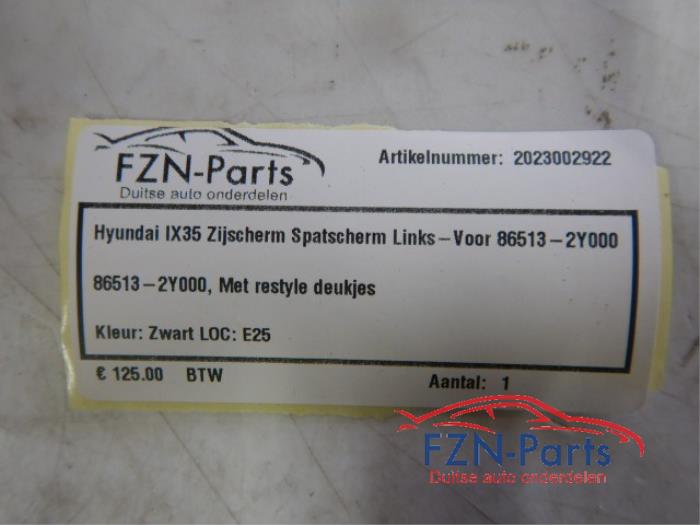 FZN-Parts
Duitse auto onderdelen
Artikelnummer: 2023002922
Hyundai IX35 Zijscherm Spatscherm Links-Voor 86513-2Y000
86513-2Y000, Met restyle deukjes
Kleur: Zwart LOC: E25
€ 125.00 BTW
Aantal: 1
FZN-Parts
Duitse auto onderdelen